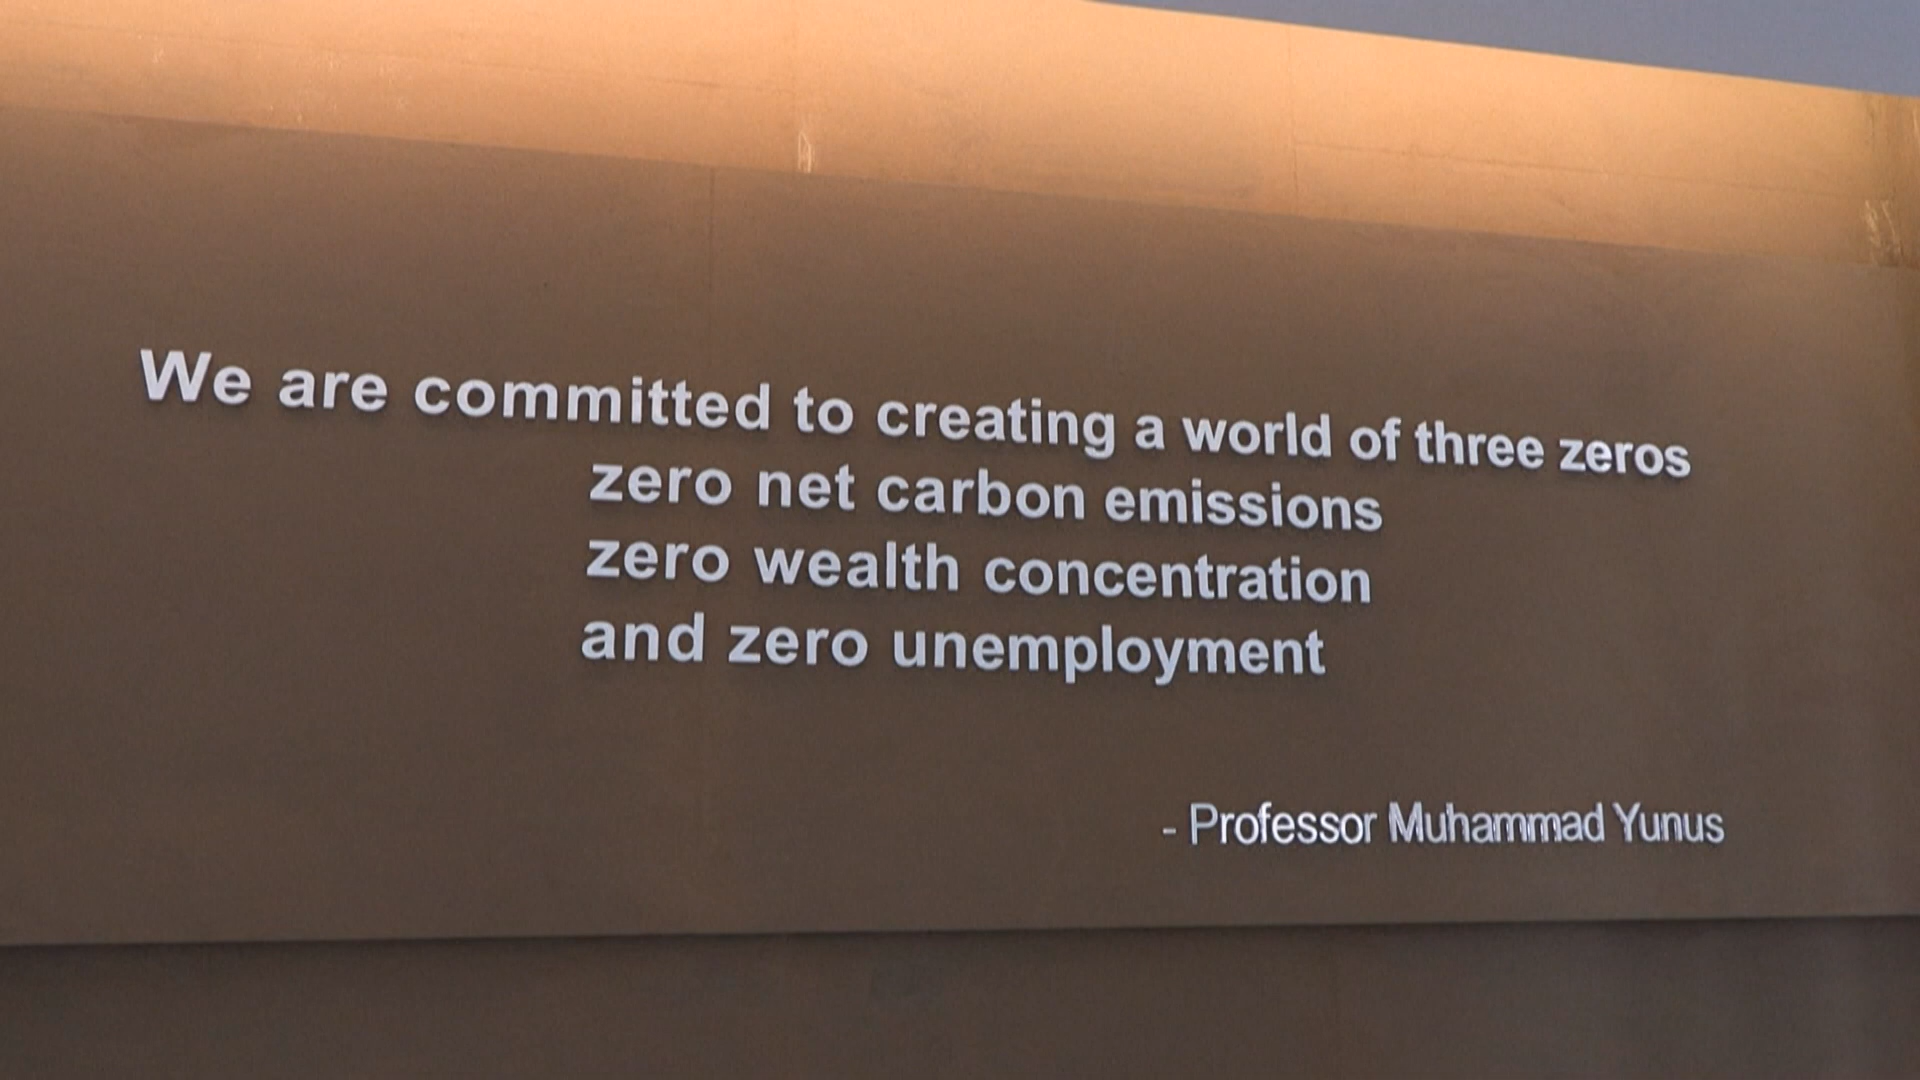 We are committed to creating a world of three zeros
zero net carbon emissions
zero wealth concentration
and zero unemployment
- Professor Muhammad Yunus